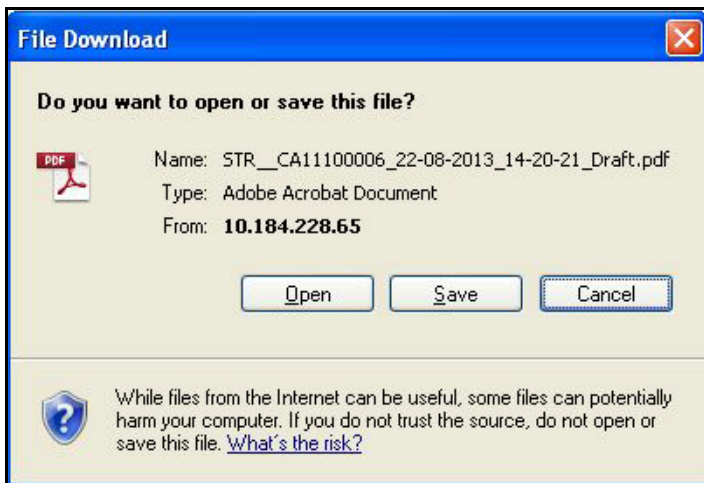 File Download
Do you want to open or save this file?
PDF
Name: STR__CA11100006_22-08-2013_14-20-21_Draft.pdf
Type: Adobe Acrobat Document
From: 10.184.228.65
Open Save Cancel
While files from the Internet can be useful, some files can potentially
harm your computer. If you do not trust the source, do not open or
save this file. What's the risk?